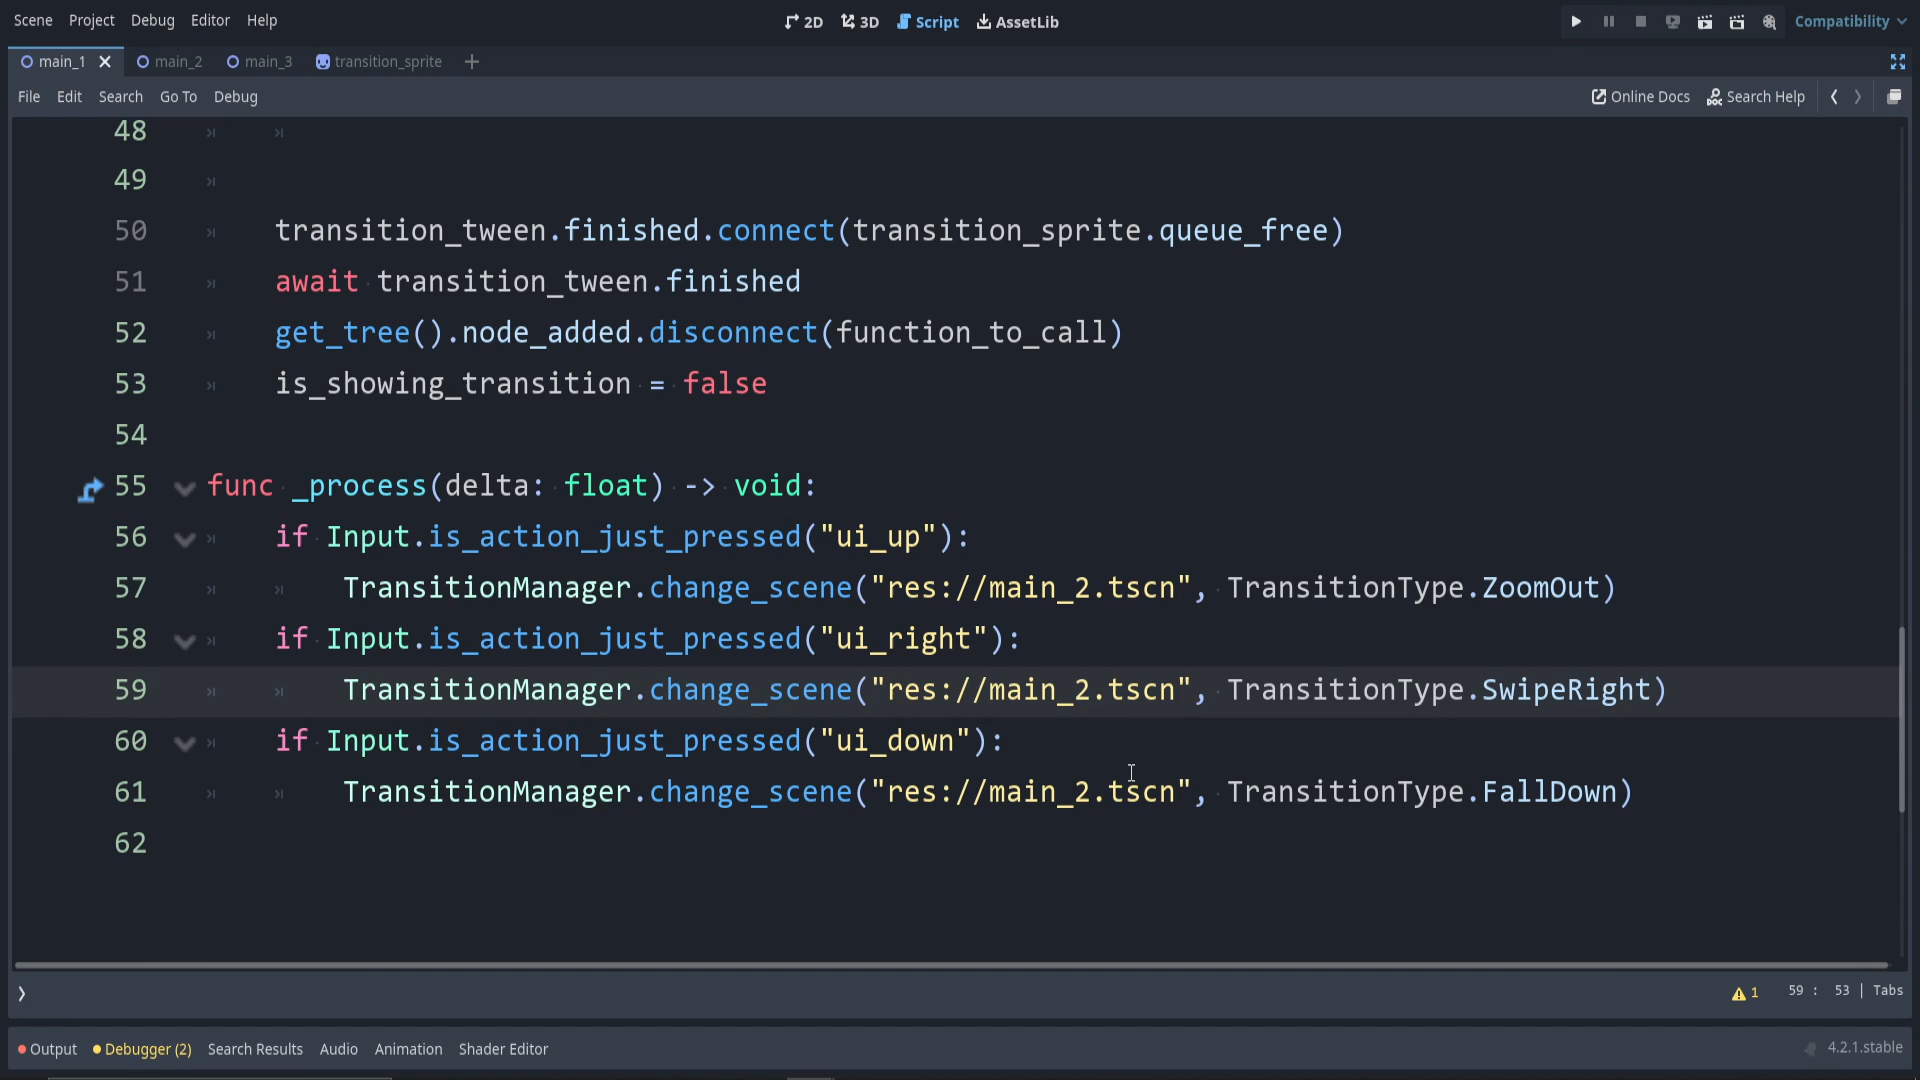 Scene Project Debug Editor Help 2D 3D Script AssetLib Compatibility
main_1 main_2 main_3 transition_sprite
File Edit Search Go To Debug Online Docs Search Help
48
49
50 transition_tween.finished.connect(transition_sprite.queue_free)
51 await transition_tween.finished
52 get_tree().node_added.disconnect(function_to_call)
53 is_showing_transition = false
54
55 func _process(delta: float) -> void:
56 if Input.is_action_just_pressed("ui_up"):
57 TransitionManager.change_scene("res://main_2.tscn", TransitionType.ZoomOut)
58 if Input.is_action_just_pressed("ui_right"):
59 TransitionManager.change_scene("res://main_2.tscn", TransitionType.SwipeRight)
60 if Input.is_action_just_pressed("ui_down"):
61 TransitionManager.change_scene("res://main_2.tscn", TransitionType.FallDown)
62
1 59 : 53 | Tabs
Output Debugger (2) Search Results Audio Animation Shader Editor 4.2.1.stable